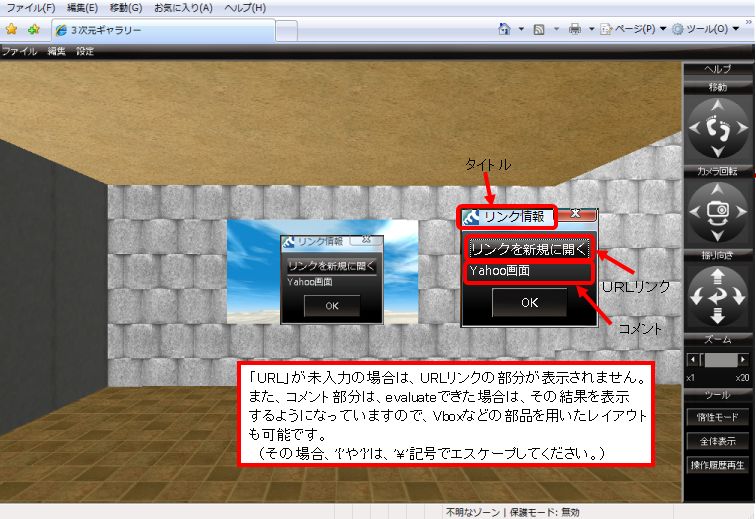 ファイル(F) 編集(E) 移動(G) お気に入り(A) ヘルプ(H)
3次元ギャラリー
ページ(P) ツール(O)
ファイル 編集 設定
ヘルプ
移動
カメラ回転
振り向き
ズーム
x1 x20
ツール
惰性モード
全体表示
操作履歴再生
タイトル
リンク情報
リンクを新規に開く
Yahoo画面
OK
リンク情報
リンクを新規に開く
Yahoo画面
OK
URLリンク
コメント
「URL」が未入力の場合は、URLリンクの部分が表示されません。
また、コメント部分は、evaluateできた場合は、その結果を表示
するようになっていますので、Vboxなどの部品を用いたレイアウト
も可能です。
（その場合、'{'や'}'は、'¥'記号でエスケープしてください。）
不明なゾーン | 保護モード: 無効